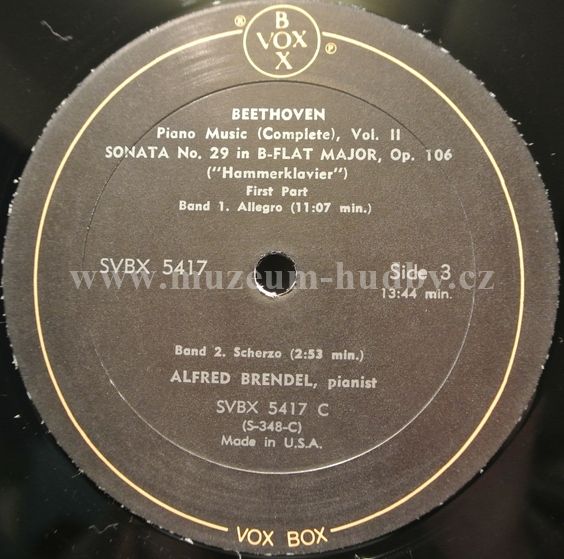 BOX
VOX
® ℗
BEETHOVEN
Piano Music (Complete), Vol. II
SONATA No. 29 in B-FLAT MAJOR, Op. 106
("Hammerklavier")
First Part
Band 1. Allegro (11:07 min.)
SVBX 5417
Side 3
13:44 min.
www.muzeum-hudby.cz
Band 2. Scherzo (2:53 min.)
ALFRED BRENDEL, pianist
SVBX 5417 C
(S-348-C)
Made in U.S.A.
VOX BOX